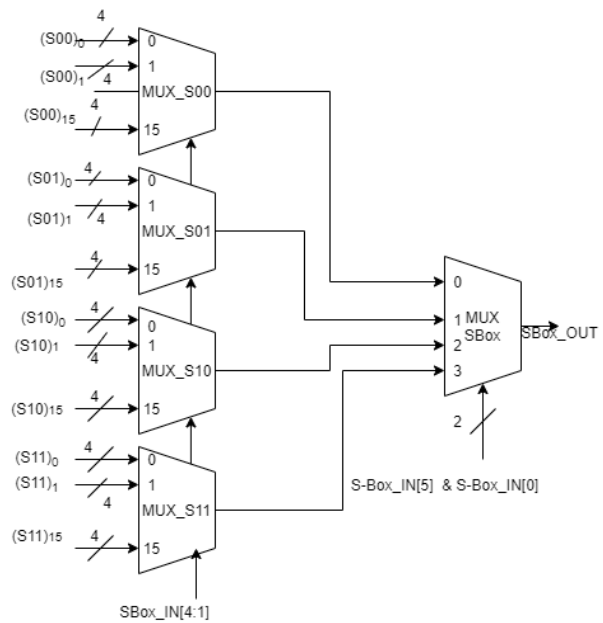 4
(S00)0
0
(S00)1
1
4
MUX_S00
(S00)15
4
15
(S01)0
4
0
(S01)1
4
1
MUX_S01
(S01)15
4
15
(S10)0
4
0
(S10)1
4
1
MUX_S10
(S10)15
4
15
(S11)0
4
0
(S11)1
4
1
MUX_S11
(S11)15
4
15
SBox_IN[4:1]
0
1
MUX
SBox
2
3
SBox_OUT
2
S-Box_IN[5] & S-Box_IN[0]